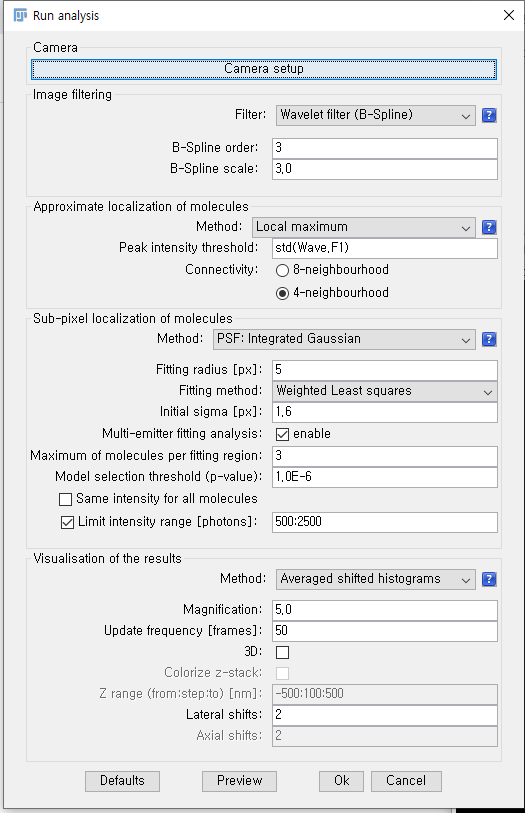 Run analysis
Camera
Camera setup
Image filtering
Filter: Wavelet filter (B-Spline)
B-Spline order: 3
B-Spline scale: 3.0
Approximate localization of molecules
Method: Local maximum
Peak intensity threshold: std(Wave.F1)
Connectivity: 8-neighbourhood
4-neighbourhood
Sub-pixel localization of molecules
Method: PSF: Integrated Gaussian
Fitting radius [px]: 5
Fitting method: Weighted Least squares
Initial sigma [px]: 1.6
Multi-emitter fitting analysis: enable
Maximum of molecules per fitting region: 3
Model selection threshold (p-value): 1.0E-6
Same intensity for all molecules
Limit intensity range [photons]: 500:2500
Visualisation of the results
Method: Averaged shifted histograms
Magnification: 5.0
Update frequency [frames]: 50
3D:
Colorize z-stack:
Z range (from:step:to) [nm]: -500:100:500
Lateral shifts: 2
Axial shifts: 2
Defaults Preview Ok Cancel